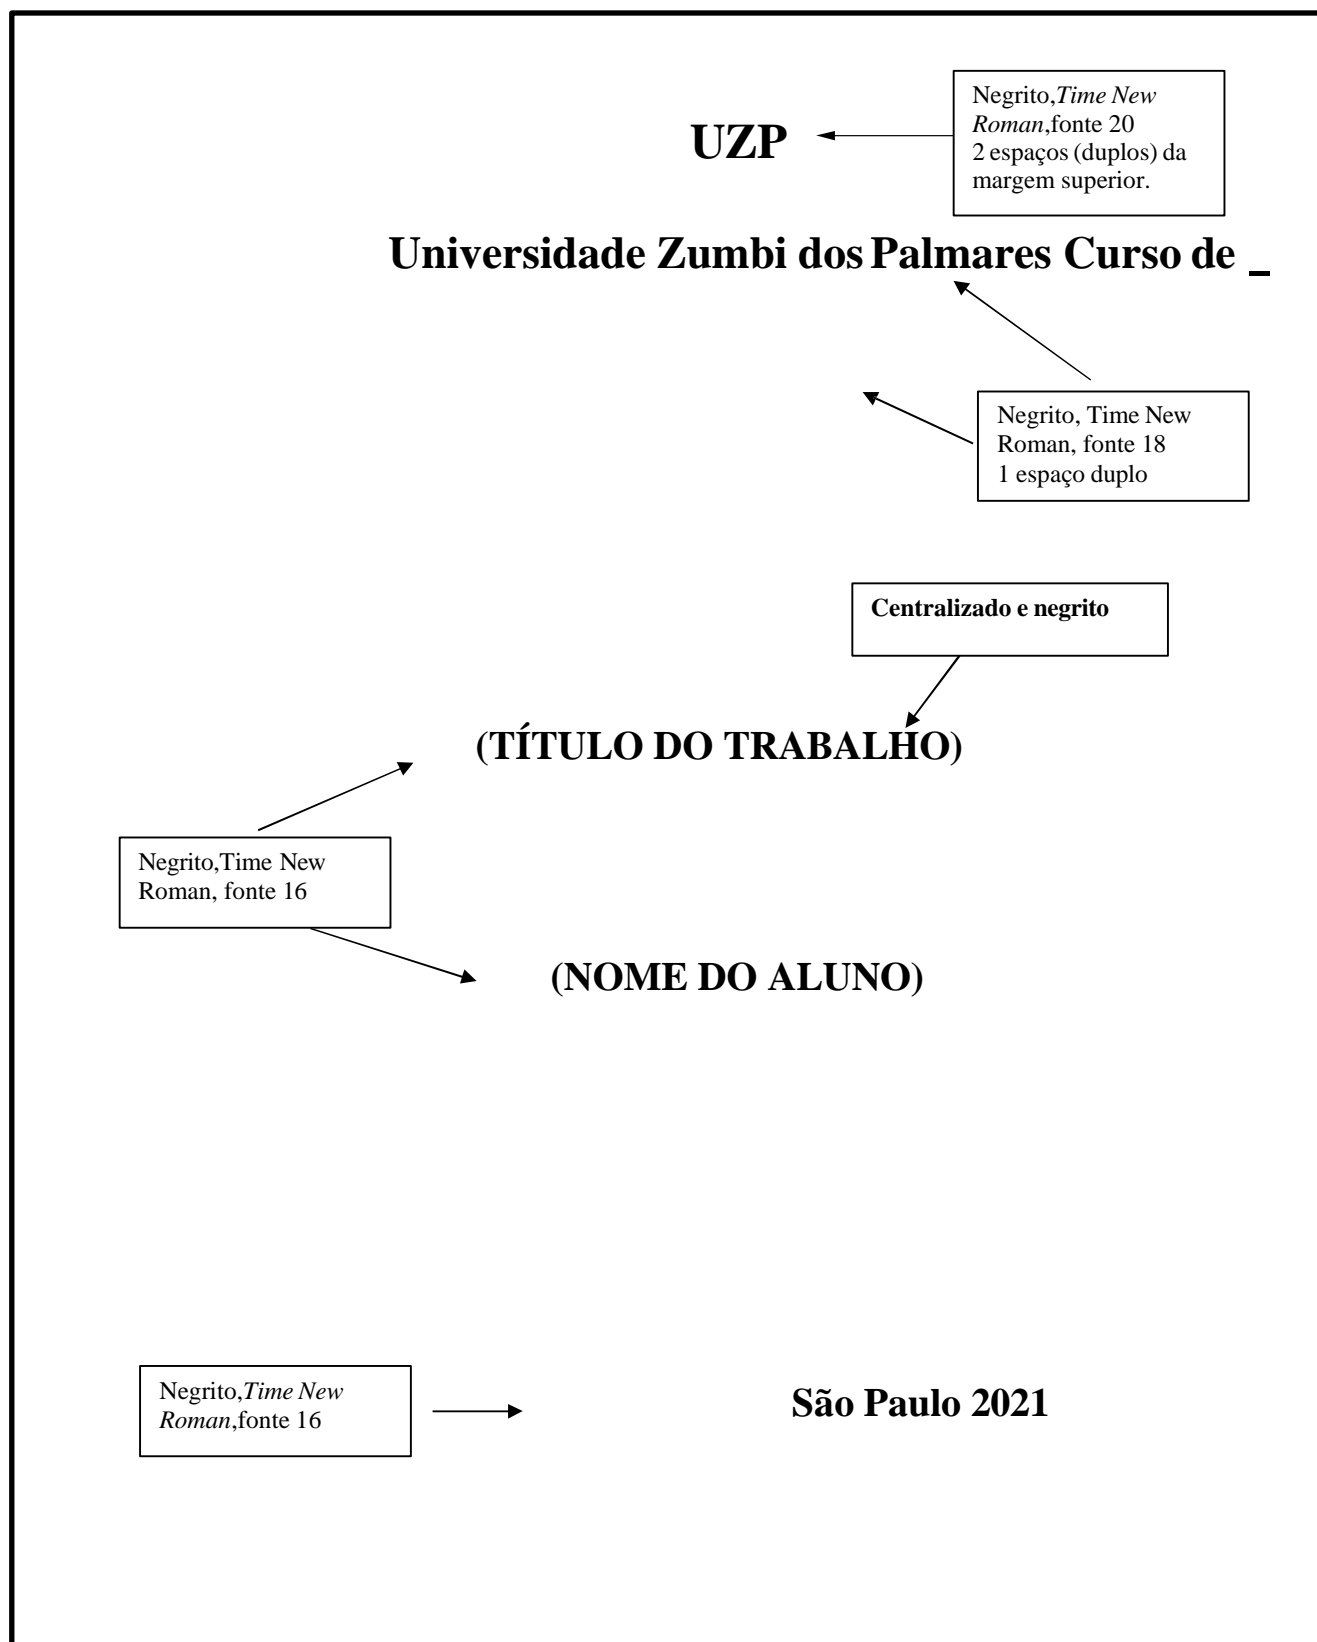 UZP
Negrito,Time New
Roman,fonte 20
2 espaços (duplos) da
margem superior.
Universidade Zumbi dos Palmares Curso de _
Negrito, Time New
Roman, fonte 18
1 espaço duplo
Centralizado e negrito
(TÍTULO DO TRABALHO)
Negrito,Time New
Roman, fonte 16
(NOME DO ALUNO)
Negrito,Time New
Roman,fonte 16
São Paulo 2021